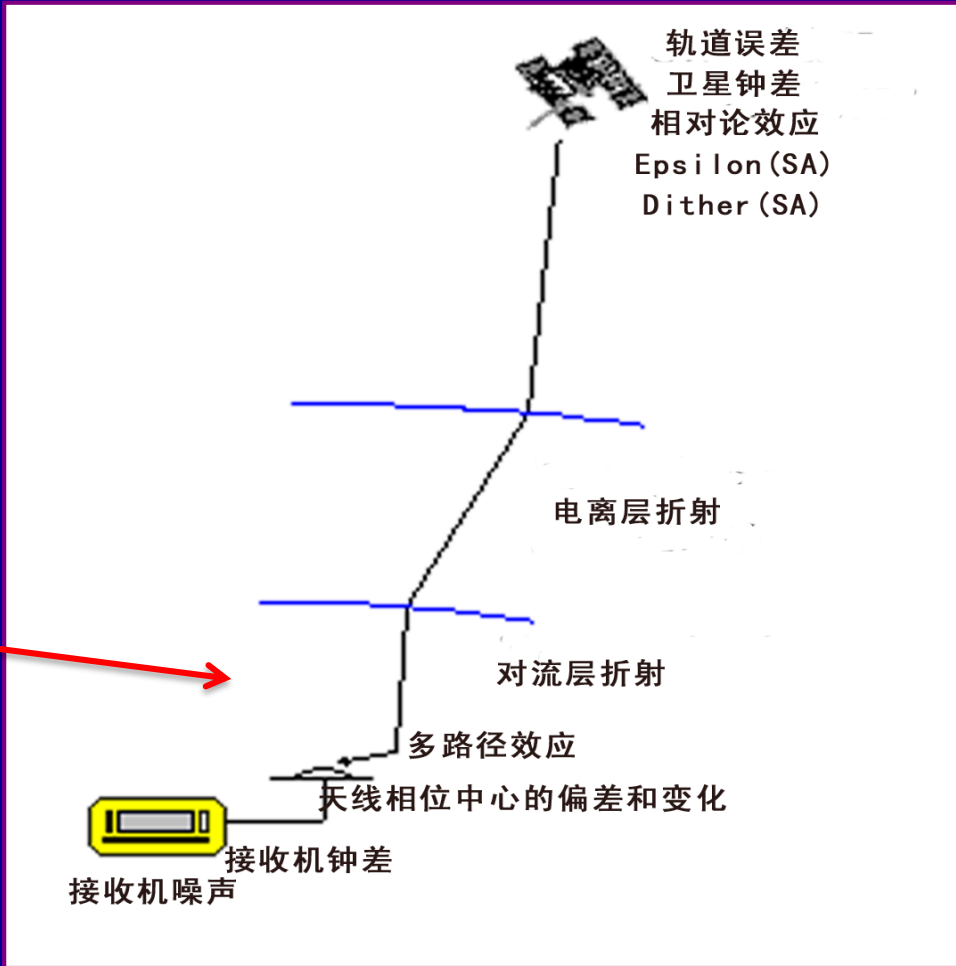 轨道误差
卫星钟差
相对论效应
Epsilon(SA)
Dither(SA)
电离层折射
对流层折射
多路径效应
天线相位中心的偏差和变化
接收机钟差
接收机噪声